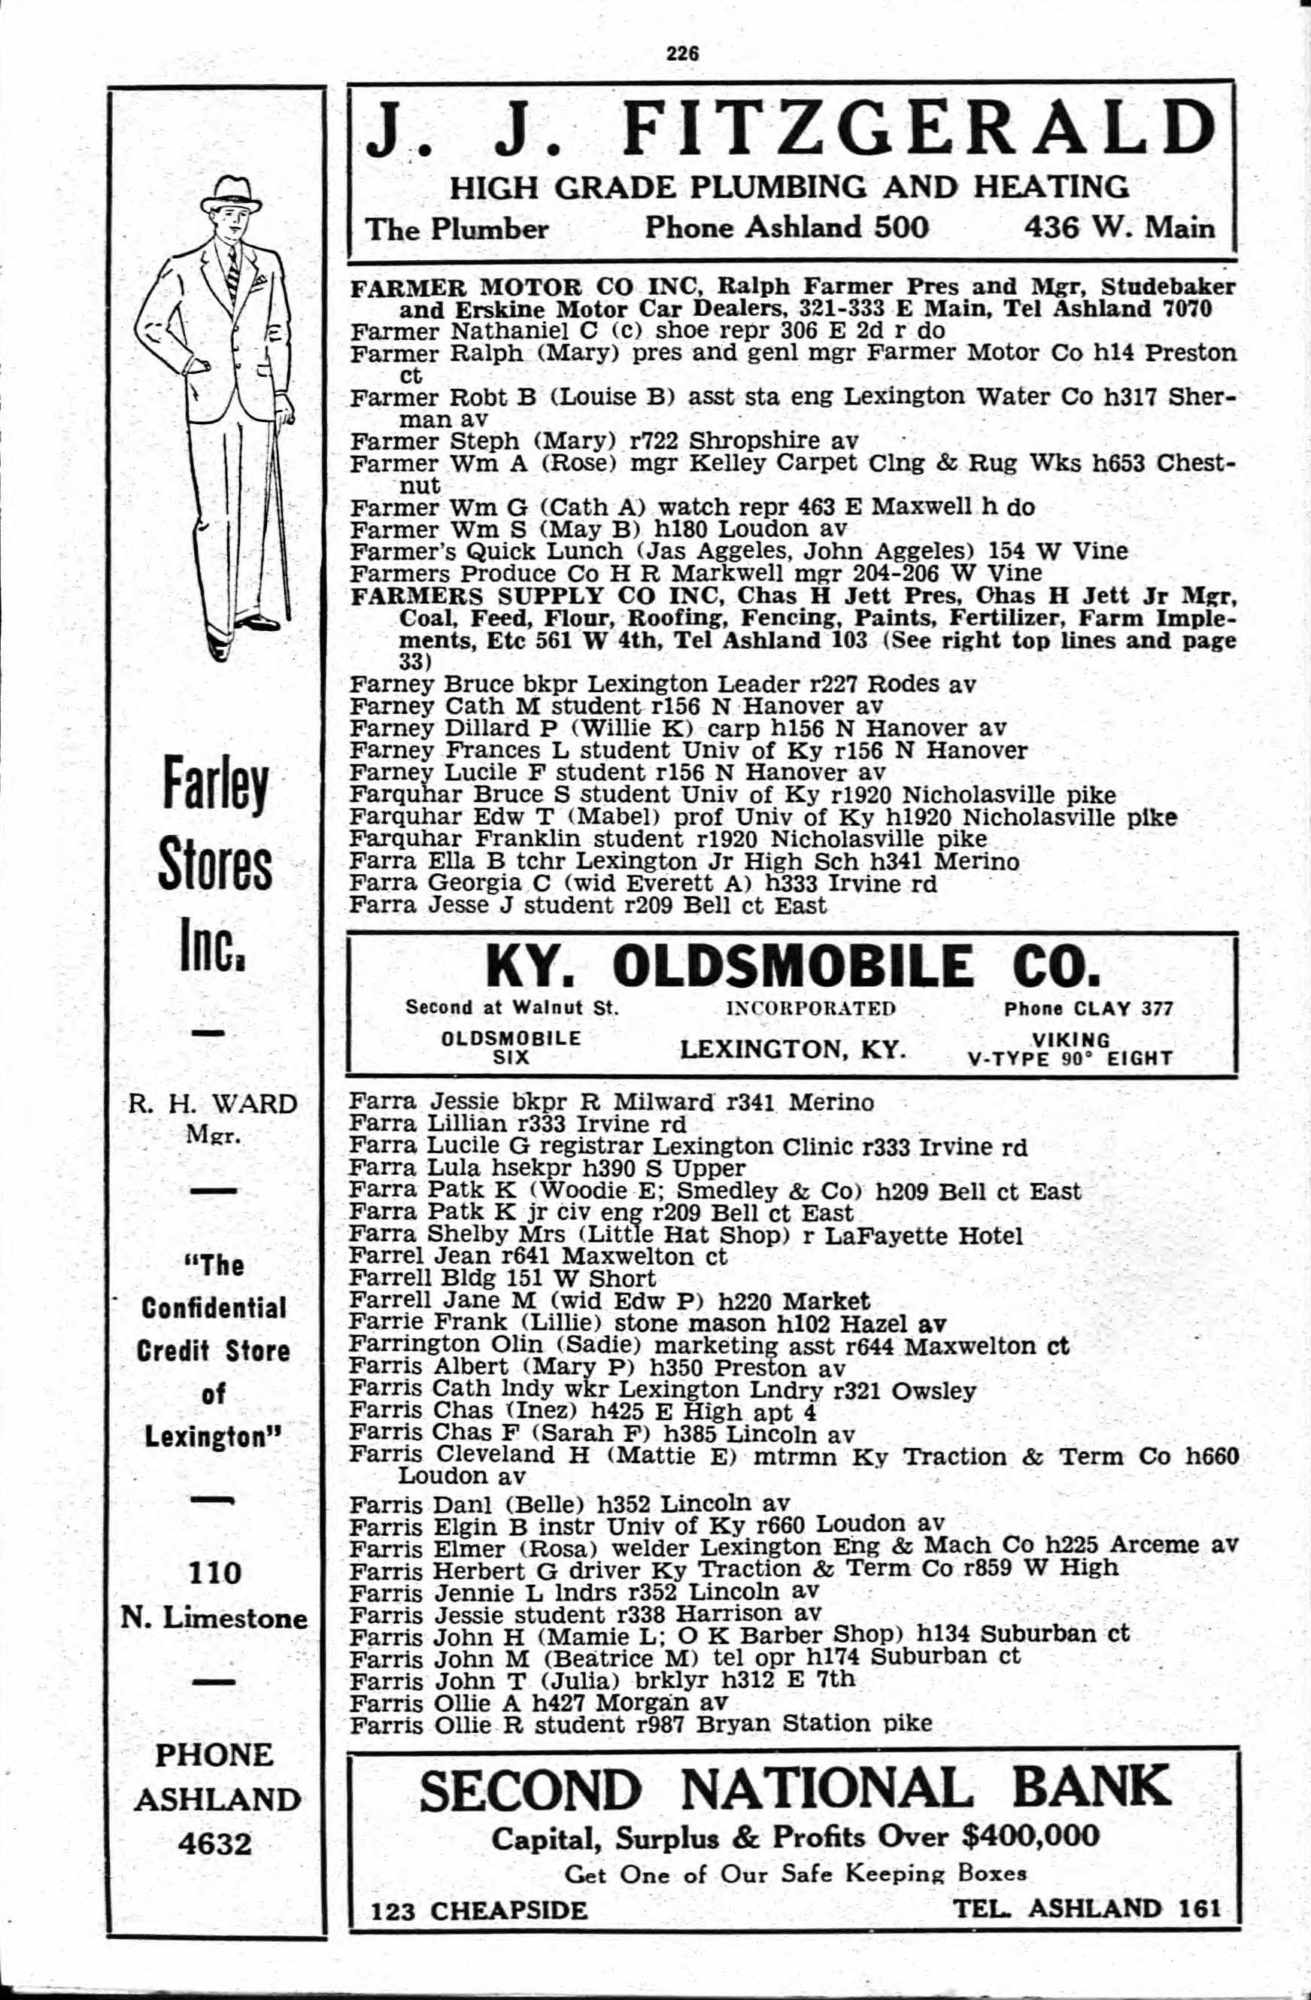 226
J. J. FITZGERALD
HIGH GRADE PLUMBING AND HEATING
The Plumber Phone Ashland 500 436 W. Main
Farley
Stores
Inc.
—
R. H. WARD
Mgr.
—
"The
Confidential
Credit Store
of
Lexington"
—
110
N. Limestone
—
PHONE
ASHLAND
4632
FARMER MOTOR CO INC, Ralph Farmer Pres and Mgr, Studebaker
and Erskine Motor Car Dealers, 321-333 E Main, Tel Ashland 7070
Farmer Nathaniel C (c) shoe repr 306 E 2d r do
Farmer Ralph (Mary) pres and genl mgr Farmer Motor Co h14 Preston
ct
Farmer Robt B (Louise B) asst sta eng Lexington Water Co h317 Sher-
man av
Farmer Steph (Mary) r722 Shropshire av
Farmer Wm A (Rose) mgr Kelley Carpet Clng & Rug Wks h653 Chest-
nut
Farmer Wm G (Cath A) watch repr 463 E Maxwell h do
Farmer Wm S (May B) h180 Loudon av
Farmer's Quick Lunch (Jas Aggeles, John Aggeles) 154 W Vine
Farmers Produce Co H R Markwell mgr 204-206 W Vine
FARMERS SUPPLY CO INC, Chas H Jett Pres, Chas H Jett Jr Mgr,
Coal, Feed, Flour, Roofing, Fencing, Paints, Fertilizer, Farm Imple-
ments, Etc 561 W 4th, Tel Ashland 103 (See right top lines and page
33)
Farney Bruce bkpr Lexington Leader r227 Rodes av
Farney Cath M student r156 N Hanover av
Farney Dillard P (Willie K) carp h156 N Hanover av
Farney Frances L student Univ of Ky r156 N Hanover
Farney Lucile F student r156 N Hanover av
Farquhar Bruce S student Univ of Ky r1920 Nicholasville pike
Farquhar Edw T (Mabel) prof Univ of Ky h1920 Nicholasville pike
Farquhar Franklin student r1920 Nicholasville pike
Farra Ella B tchr Lexington Jr High Sch h341 Merino
Farra Georgia C (wid Everett A) h333 Irvine rd
Farra Jesse J student r209 Bell ct East
KY. OLDSMOBILE CO.
Second at Walnut St. INCORPORATED Phone CLAY 377
OLDSMOBILE
SIX
LEXINGTON, KY.
VIKING
V-TYPE 90° EIGHT
Farra Jessie bkpr R Milward r341 Merino
Farra Lillian r333 Irvine rd
Farra Lucile G registrar Lexington Clinic r333 Irvine rd
Farra Lula hsekpr h390 S Upper
Farra Patk K (Woodie E; Smedley & Co) h209 Bell ct East
Farra Patk K jr civ eng r209 Bell ct East
Farra Shelby Mrs (Little Hat Shop) r LaFayette Hotel
Farrel Jean r641 Maxwelton ct
Farrell Bldg 151 W Short
Farrell Jane M (wid Edw P) h220 Market
Farrie Frank (Lillie) stone mason h102 Hazel av
Farrington Olin (Sadie) marketing asst r644 Maxwelton ct
Farris Albert (Mary P) h350 Preston av
Farris Cath lndy wkr Lexington Lndry r321 Owsley
Farris Chas (Inez) h425 E High apt 4
Farris Chas F (Sarah F) h385 Lincoln av
Farris Cleveland H (Mattie E) mtrmn Ky Traction & Term Co h660
Loudon av
Farris Danl (Belle) h352 Lincoln av
Farris Elgin B instr Univ of Ky r660 Loudon av
Farris Elmer (Rosa) welder Lexington Eng & Mach Co h225 Arceme av
Farris Herbert G driver Ky Traction & Term Co r859 W High
Farris Jennie L lndrs r352 Lincoln av
Farris Jessie student r338 Harrison av
Farris John H (Mamie L; O K Barber Shop) h134 Suburban ct
Farris John M (Beatrice M) tel opr h174 Suburban ct
Farris John T (Julia) brklyr h312 E 7th
Farris Ollie A h427 Morgan av
Farris Ollie R student r987 Bryan Station pike
SECOND NATIONAL BANK
Capital, Surplus & Profits Over $400,000
Get One of Our Safe Keeping Boxes
123 CHEAPSIDE TEL. ASHLAND 161